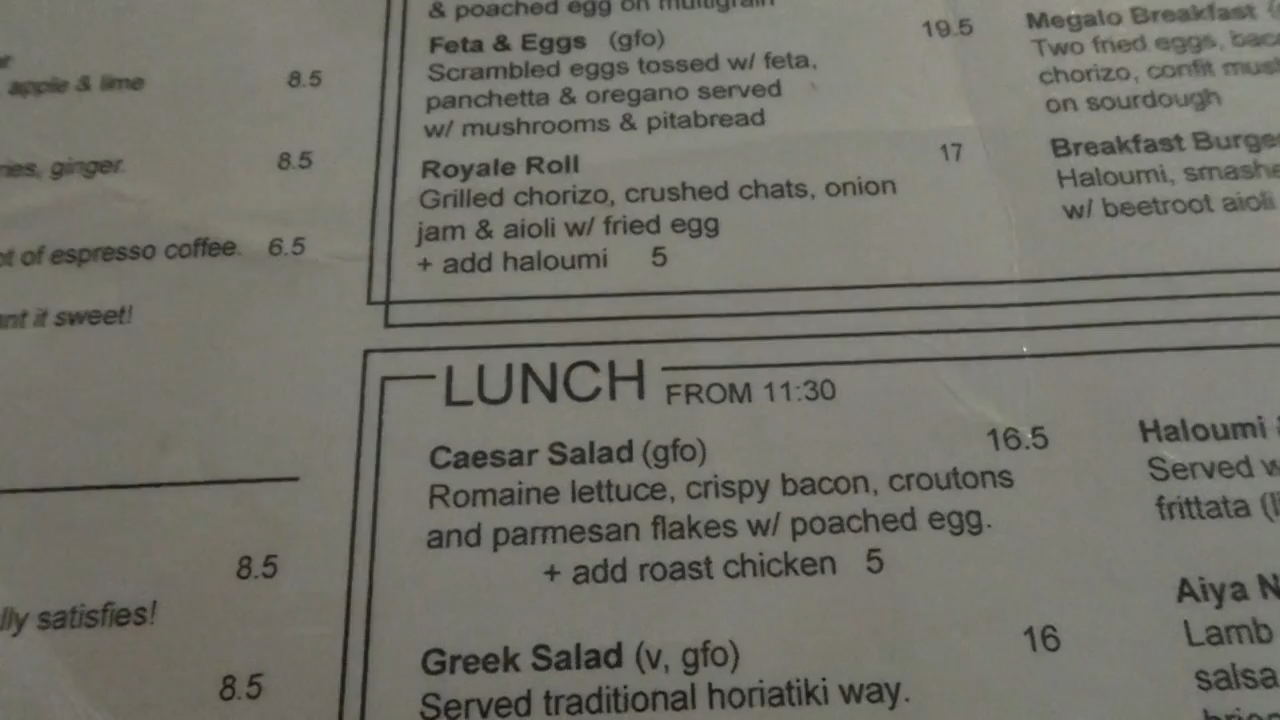 apple & lime 8.5
ginger. 8.5
of espresso coffee. 6.5
it sweet!
8.5
satisfies!
8.5
& poached egg on multigrain
Feta & Eggs (gfo) 19.5
Scrambled eggs tossed w/ feta,
panchetta & oregano served
w/ mushrooms & pitabread
Royale Roll 17
Grilled chorizo, crushed chats, onion
jam & aioli w/ fried egg
+ add haloumi 5
Megalo Breakfast
Two fried eggs,
chorizo, confit
on sourdough
Breakfast
Haloumi,
w/ beetroot aioli
LUNCH FROM 11:30
Caesar Salad (gfo) 16.5
Romaine lettuce, crispy bacon, croutons
and parmesan flakes w/ poached egg.
+ add roast chicken 5
Greek Salad (v, gfo) 16
Served traditional horiatiki way.
Haloumi
Served
frittata
Aiya
Lamb
salsa